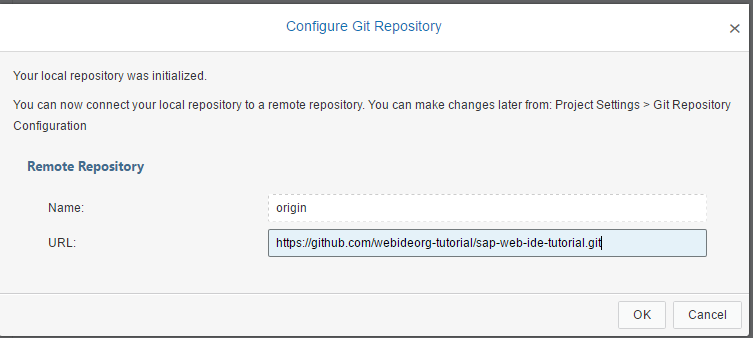 Configure Git Repository
Your local repository was initialized.
You can now connect your local repository to a remote repository. You can make changes later from: Project Settings > Git Repository
Configuration
Remote Repository
Name: origin
URL: https://github.com/webideorg-tutorial/sap-web-ide-tutorial.git
OK Cancel